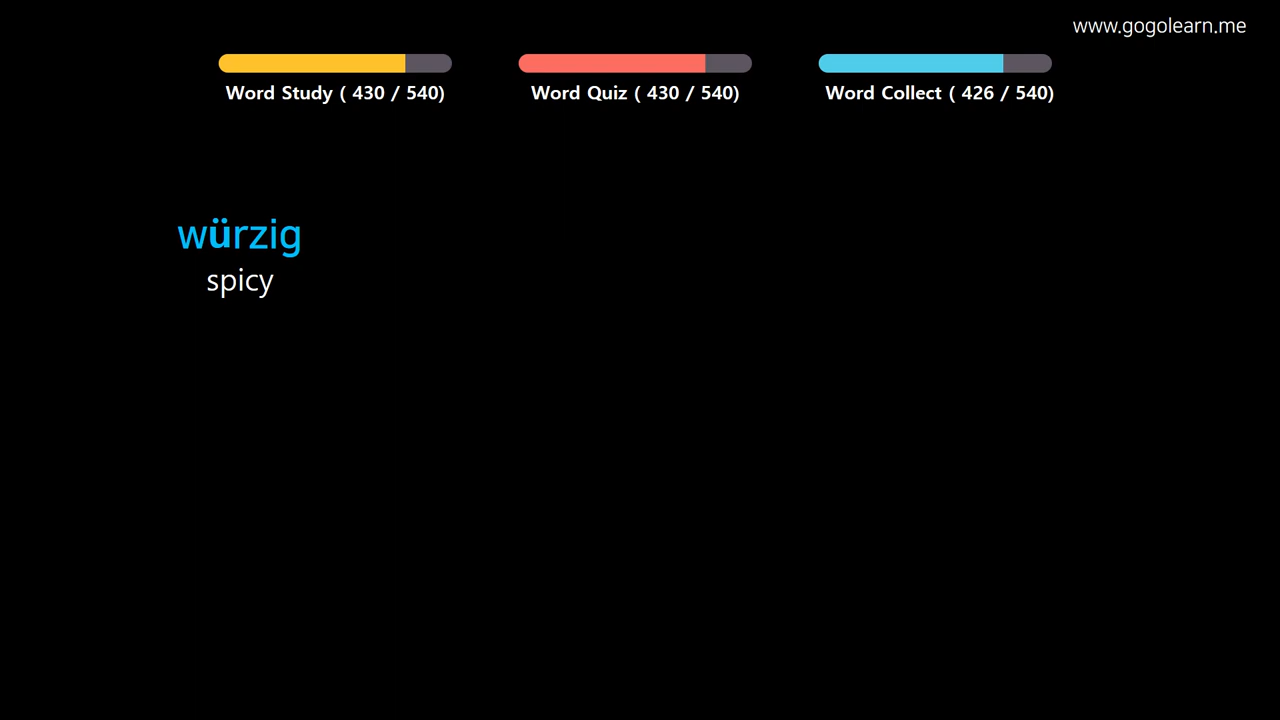 www.gogolearn.me
Word Study ( 430 / 540)
Word Quiz ( 430 / 540)
Word Collect ( 426 / 540)
würzig
spicy